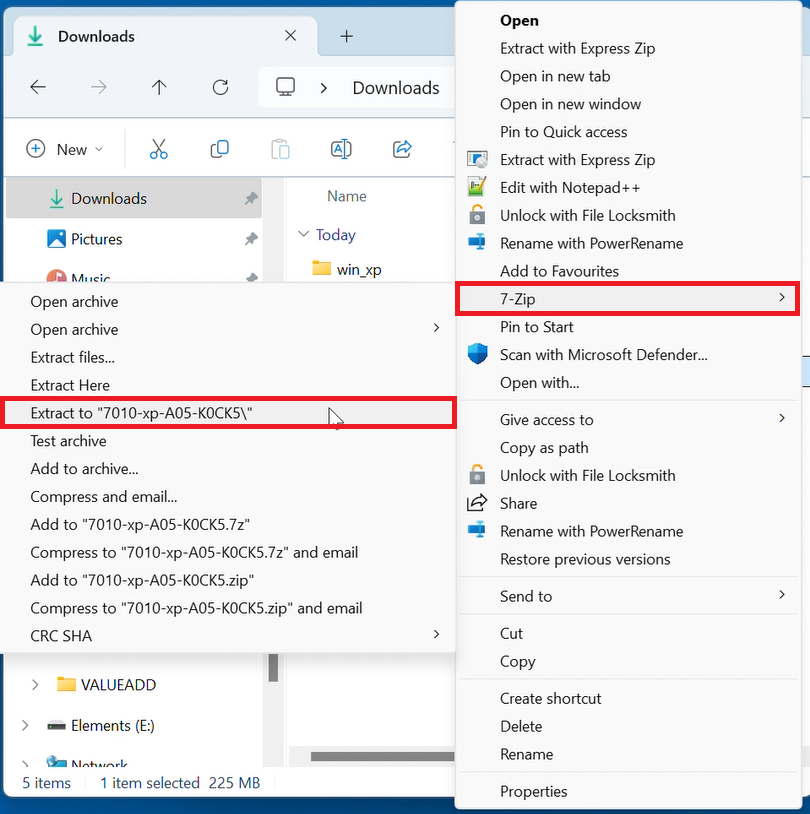 Downloads
Downloads
New
Downloads
Pictures
Music
Name
Today
win_xp
Open archive
Open archive
Extract files...
Extract Here
Extract to "7010-xp-A05-K0CK5\"
Test archive
Add to archive...
Compress and email...
Add to "7010-xp-A05-K0CK5.7z"
Compress to "7010-xp-A05-K0CK5.7z" and email
Add to "7010-xp-A05-K0CK5.zip"
Compress to "7010-xp-A05-K0CK5.zip" and email
CRC SHA
VALUEADD
Elements (E:)
Network
5 items 1 item selected 225 MB
Open
Extract with Express Zip
Open in new tab
Open in new window
Pin to Quick access
Extract with Express Zip
Edit with Notepad++
Unlock with File Locksmith
Rename with PowerRename
Add to Favourites
7-Zip
Pin to Start
Scan with Microsoft Defender...
Open with...
Give access to
Copy as path
Unlock with File Locksmith
Share
Rename with PowerRename
Restore previous versions
Send to
Cut
Copy
Create shortcut
Delete
Rename
Properties